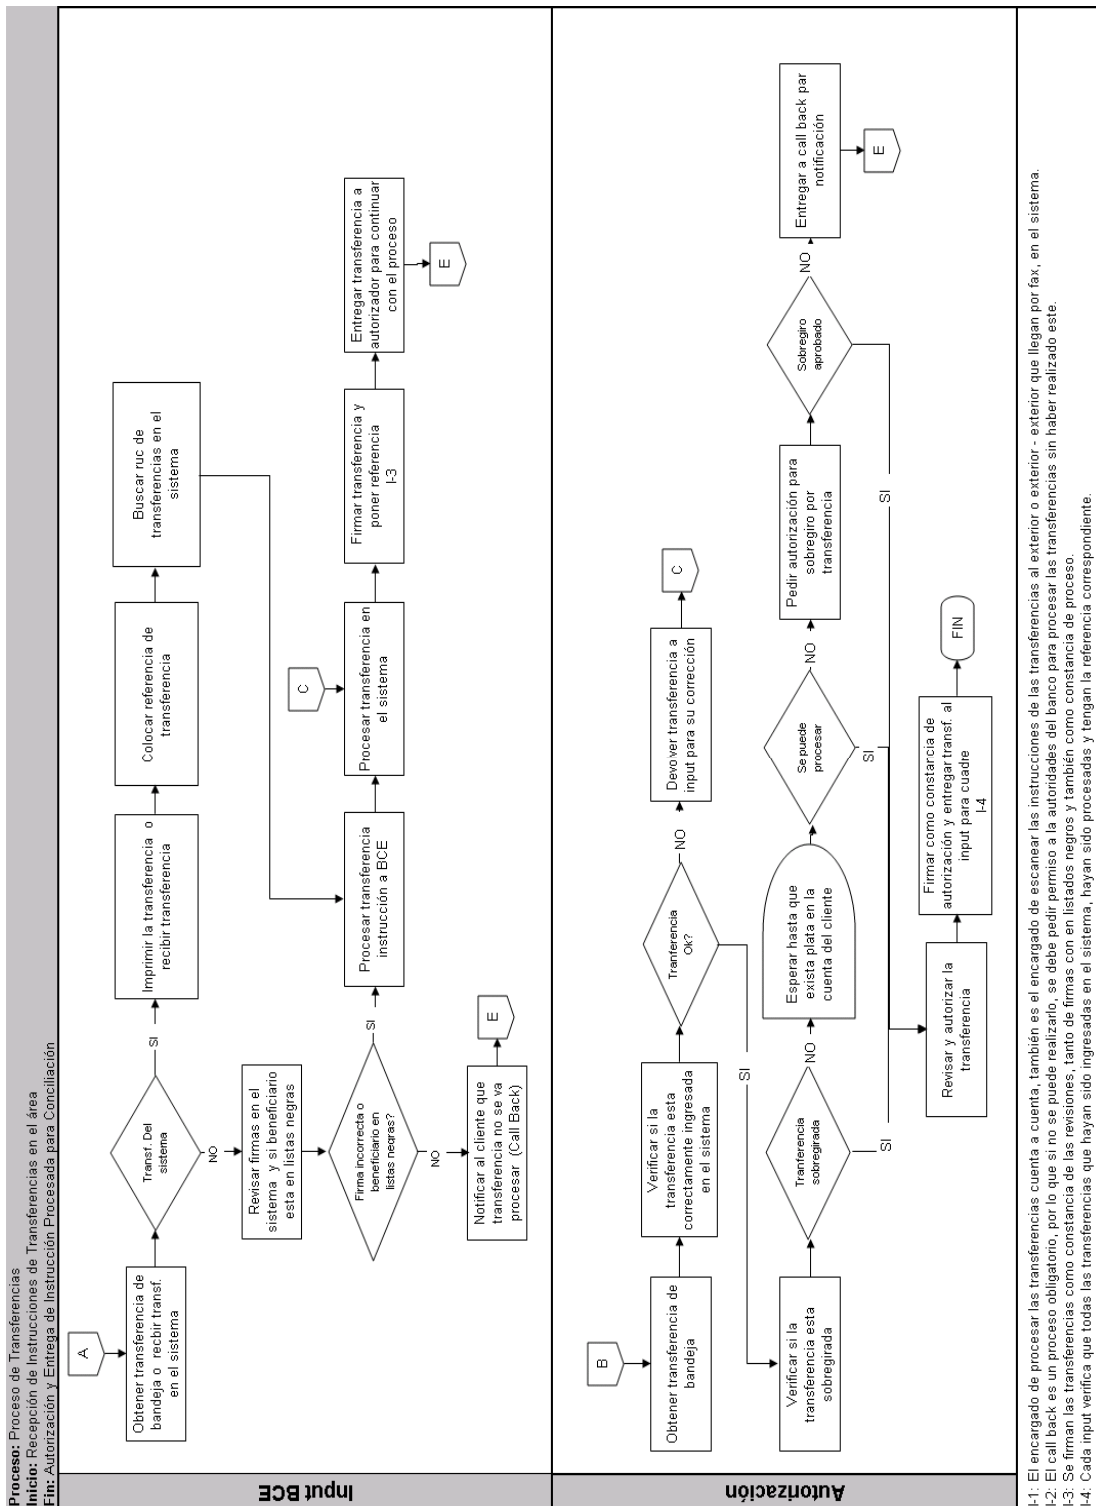 Proceso: Proceso de Transferencias
Inicio: Recepción de Instrucciones de Transferencias en el área
Fin: Autorización y Entrega de Instrucción Procesada para Conciliación
Input BCE
A
Obtener transferencia de
bandeja o recbir transf.
en el sistema
Transf. Del
sistema
SI
NO
Imprimir la transferencia o
recibir transferencia
Colocar referencia de
transferencia
Buscar ruc de
transferencias en el
sistema
Revisar firmas en el
sistema y si beneficiario
esta en listas negras
Firma incorrecta o
beneficiario en
listas negras?
SI
NO
Notificar al cliente que
transferencia no se va
procesar (Call Back)
E
Procesar transferencia
instrucción a BCE
C
Procesar transferencia en
el sistema
Firmar transferencia y
poner referencia
I-3
Entregar transferencia a
autorizador para continuar
con el proceso
E
Autorización
B
Obtener transferencia de
bandeja
Verificar si la
transferencia esta
correctamente ingresada
en el sistema
Tranferencia
Ok?
NO
SI
Devolver transferencia a
input para su corrección
C
Verificar si la
transferencia esta
sobregirada
Tranferencia
sobregirada
NO
SI
Esperar hasta que
exista plata en la
cuenta del cliente
Se puede
procesar
NO
SI
Pedir autorización para
sobregiro por
transferencia
Sobregiro
aprobado
NO
SI
Entregar a call back par
notificación
E
Revisar y autorizar la
transferencia
Firmar como constancia de
autorización y entregar transf. al
input para cuadre
I-4
FIN
I-1: El encargado de procesar las transferencias cuenta a cuenta, también es el encargado de escanear las instrucciones de las transferencias al exterior o exterior - exterior que llegan por fax, en el sistema.
I-2: El call back es un proceso obligatorio, por lo que si no se puede realizarlo, se debe pedir permiso a la autoridades del banco para procesar las transferencias sin haber realizado este.
I-3: Se firman las transferencias como constancia de las revisiones, tanto de firmas con en listados negros y también como constancia de proceso.
I-4: Cada input verifica que todas las transferencias que hayan sido ingresadas en el sistema, hayan sido procesadas y tengan la referencia correspondiente.